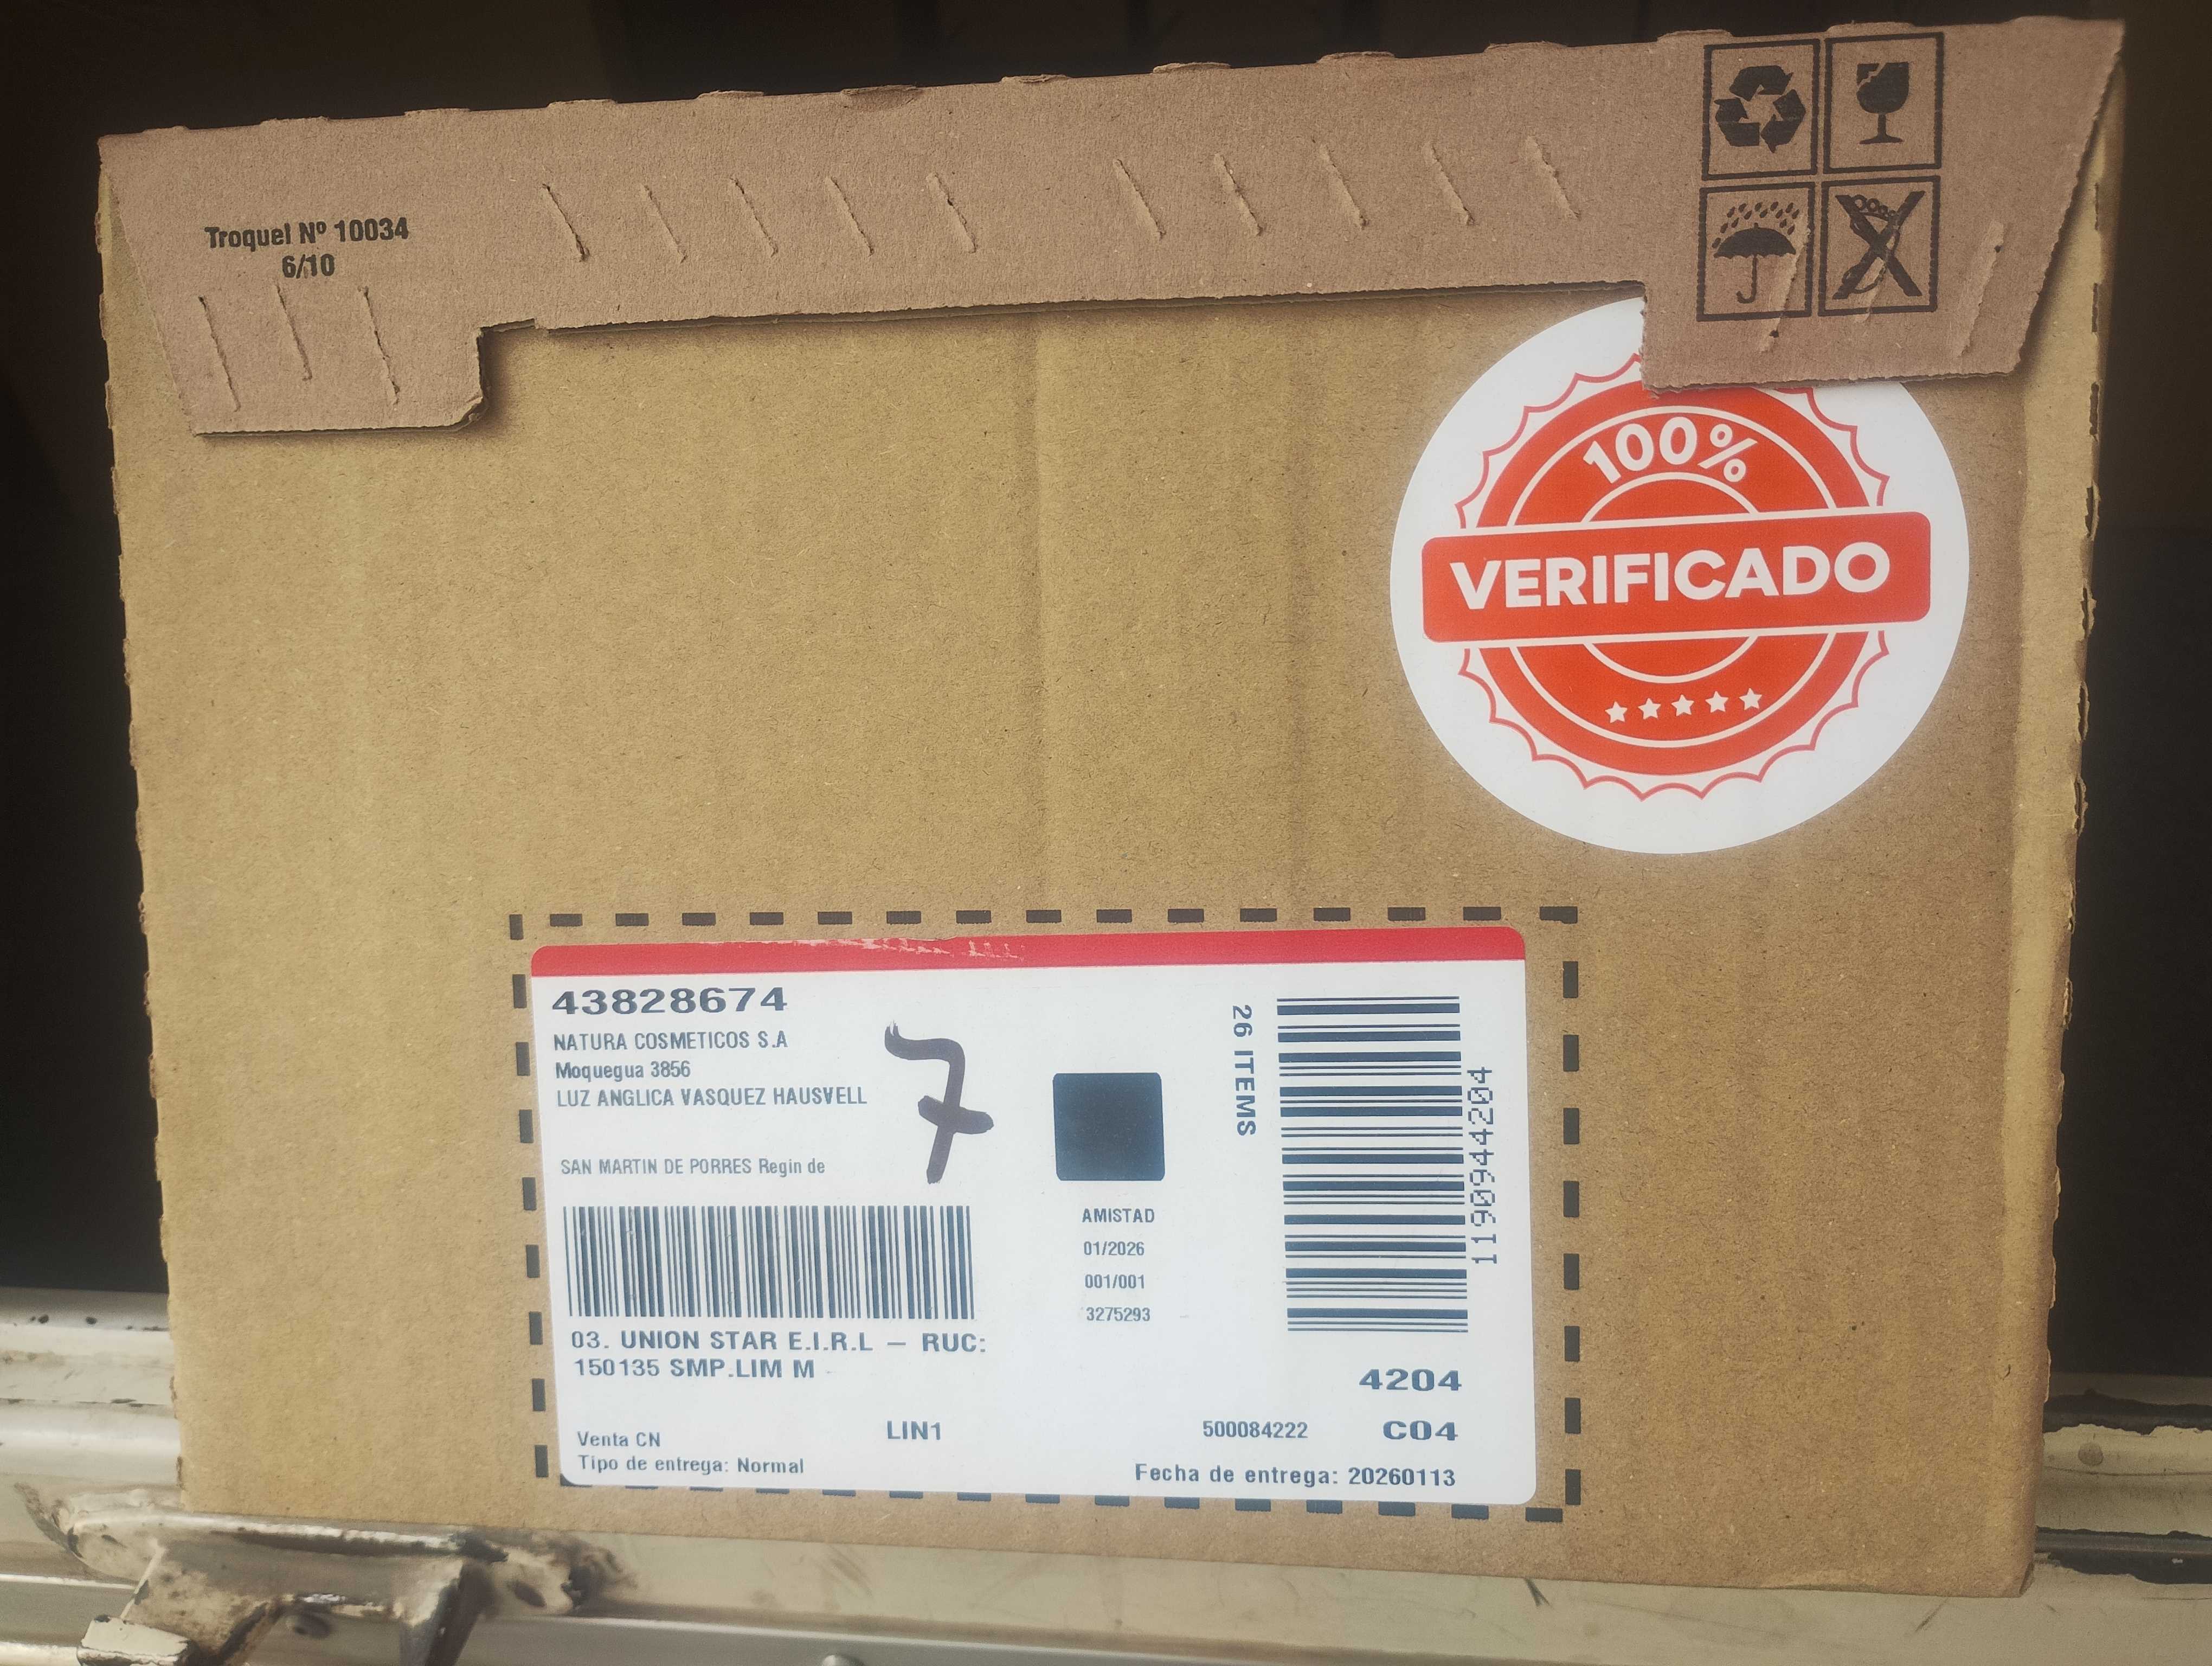 Troquel Nº 10034
6/10
100%
VERIFICADO
43828674
NATURA COSMETICOS S.A
Moquegua 3856
LUZ ANGLICA VASQUEZ HAUSVELL
7
SAN MARTIN DE PORRES Regin de
03. UNION STAR E.I.R.L – RUC:
150135 SMP.LIM M -
Venta CN
Tipo de entrega: Normal
LIN1
AMISTAD
01/2026
001/001
3275293
26 ITEMS
1190944204
4204
500084222 C04
Fecha de entrega: 20260113